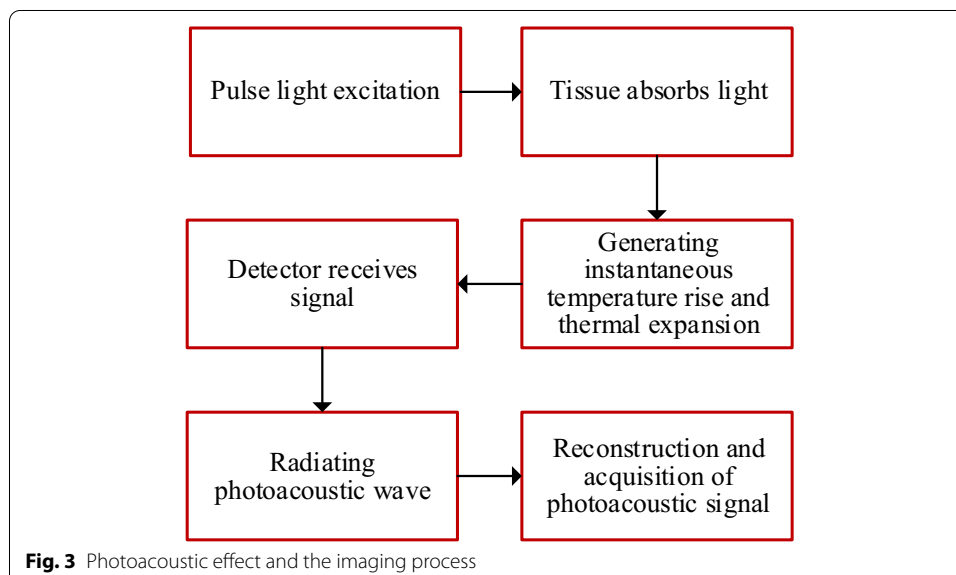 Pulse light excitation
Tissue absorbs light
Generating
instantaneous
temperature rise and
thermal expansion
Detector receives
signal
Radiating
photoacoustic wave
Reconstruction and
acquisition of
photoacoustic signal
Fig. 3 Photoacoustic effect and the imaging process